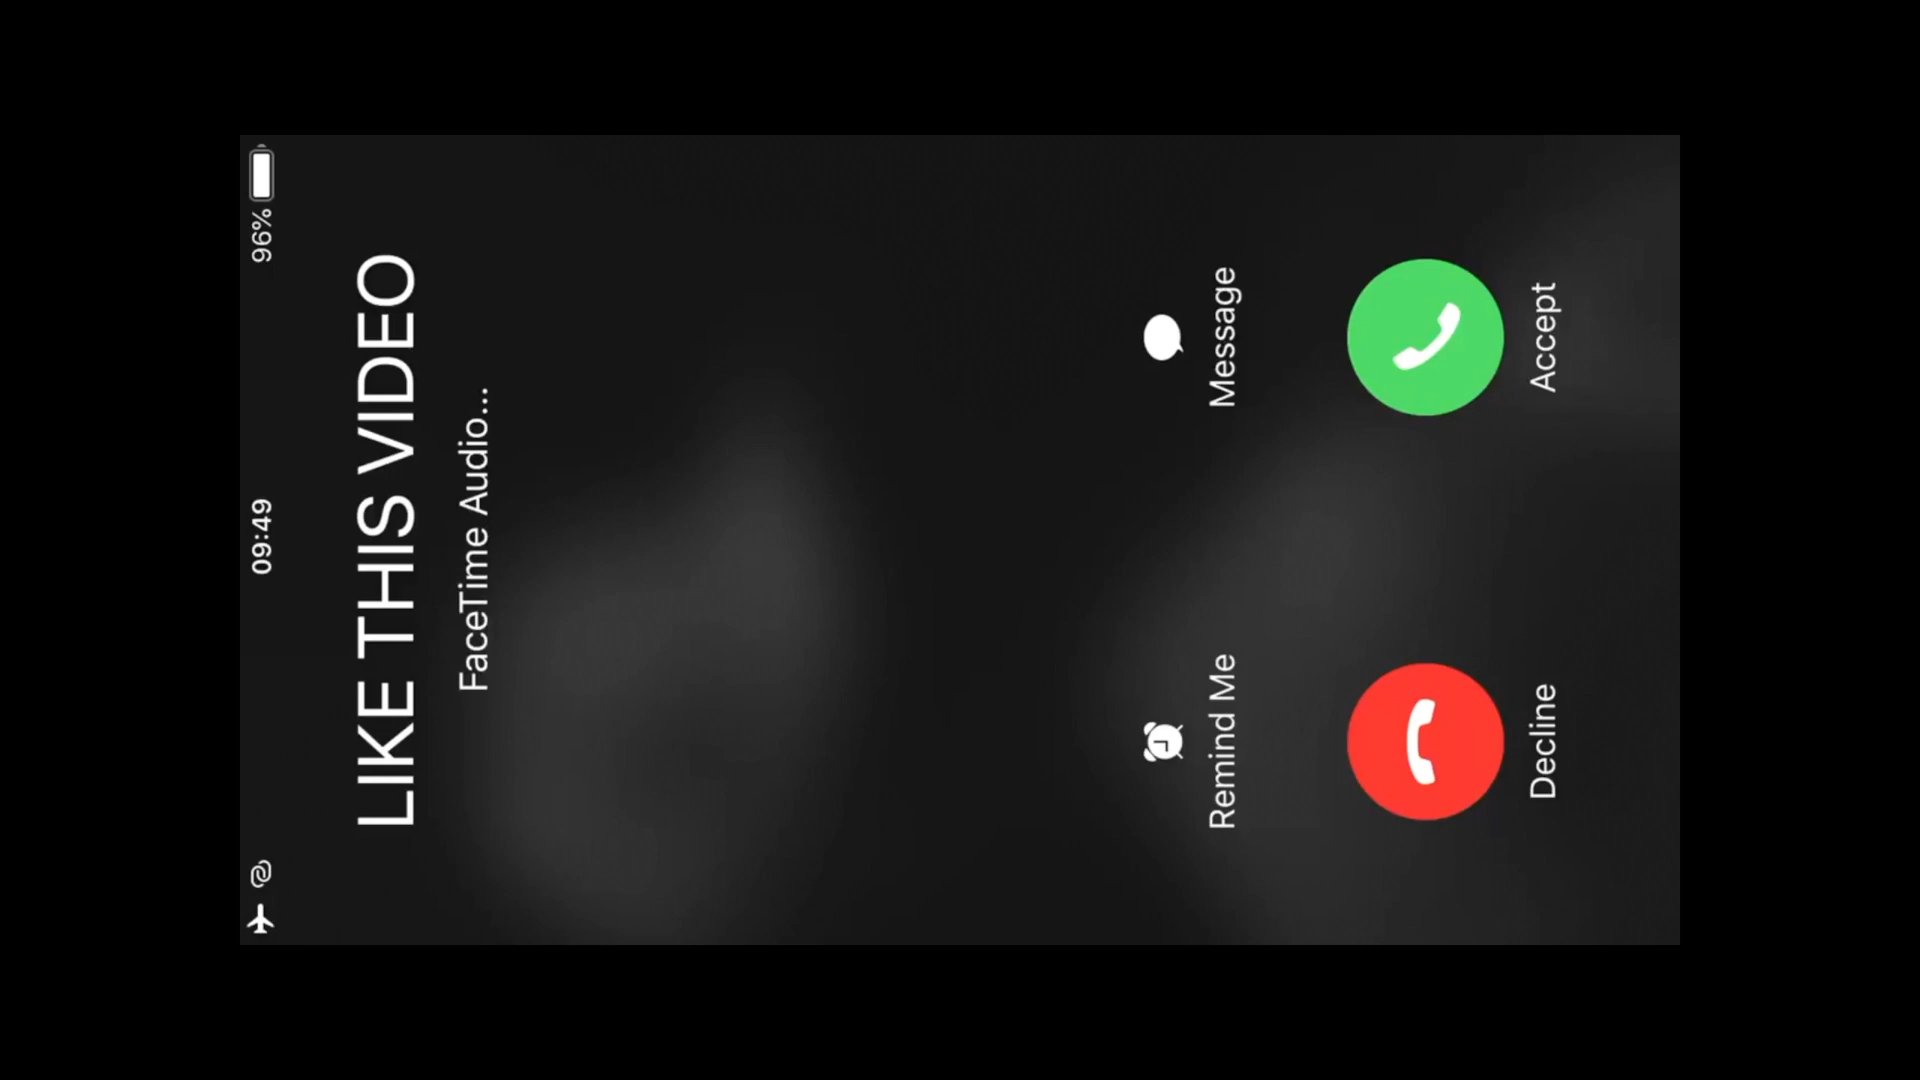 09:49
96%
LIKE THIS VIDEO
FaceTime Audio...
Remind Me
Message
Decline
Accept